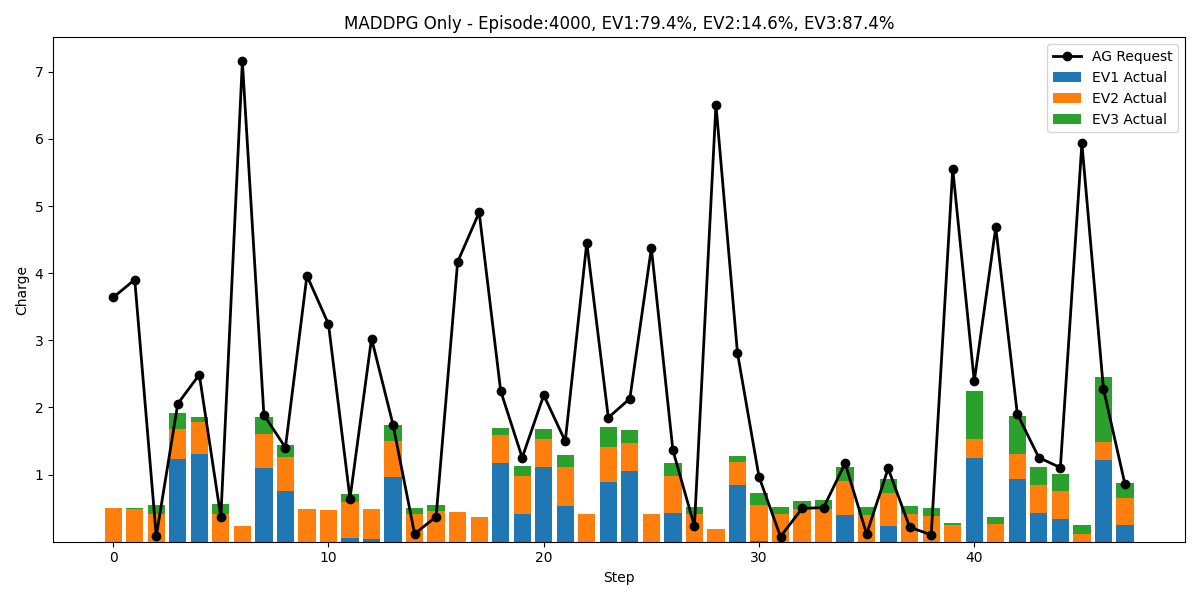 MADDPG Only - Episode:4000, EV1:79.4%, EV2:14.6%, EV3:87.4%
AG Request
EV1 Actual
EV2 Actual
EV3 Actual
Charge
7
6
5
4
3
2
1
0 10 20 30 40
Step